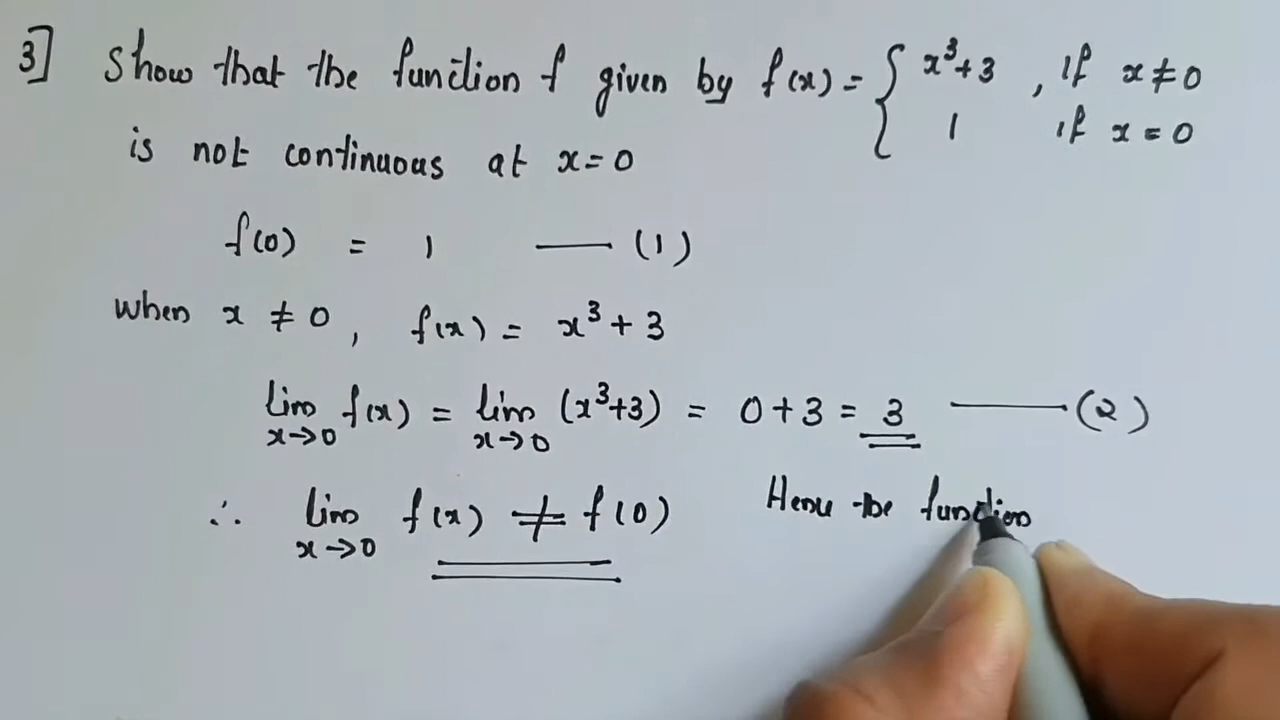 3] Show that the function f given by f(x) = { x³+3 , if x≠0
1 if x = 0
is not continuous at x=0
f(0) = 1 —— (1)
when x ≠ 0, f(x) = x³ + 3
lim x→0 f(x) = lim x→0 (x³+3) = 0+3 = 3 ——— (2)
∴ lim x→0 f(x) ≠ f(0) Hence the function